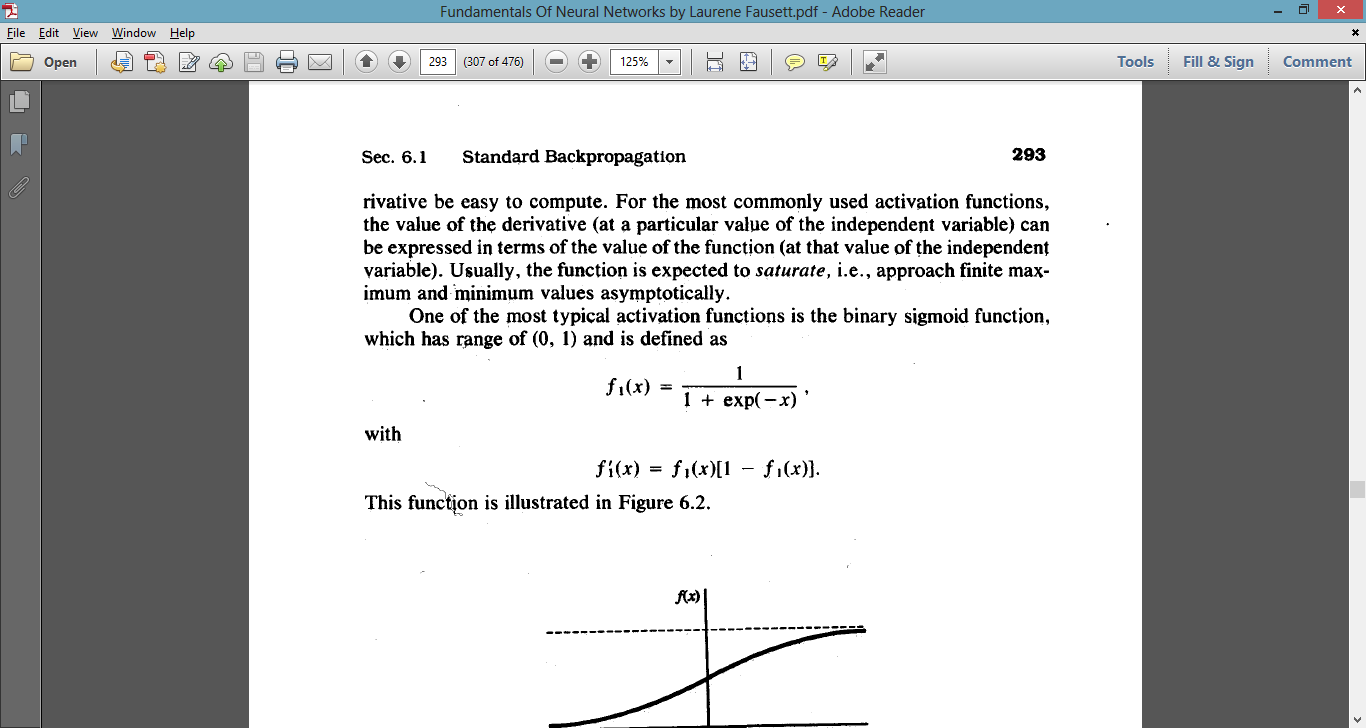 Fundamentals Of Neural Networks by Laurene Fausett.pdf - Adobe Reader
File Edit View Window Help
Open 293 (307 of 476) 125% Tools Fill & Sign Comment
Sec. 6.1 Standard Backpropagation 293
rivative be easy to compute. For the most commonly used activation functions,
the value of the derivative (at a particular value of the independent variable) can
be expressed in terms of the value of the function (at that value of the independent
variable). Usually, the function is expected to saturate, i.e., approach finite max-
imum and minimum values asymptotically.
One of the most typical activation functions is the binary sigmoid function,
which has range of (0, 1) and is defined as
f₁(x) = 1 / (1 + exp(−x)) ,
with
f₁′(x) = f₁(x)[1 − f₁(x)].
This function is illustrated in Figure 6.2.
f(x)